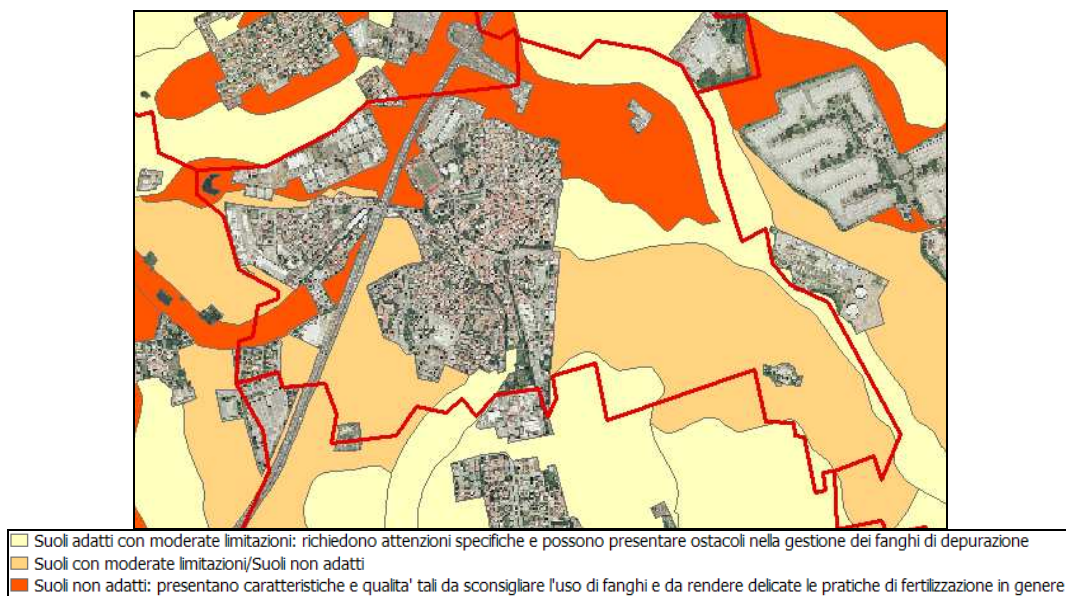 Suoli adatti con moderate limitazioni: richiedono attenzioni specifiche e possono presentare ostacoli nella gestione dei fanghi di depurazione
Suoli con moderate limitazioni/Suoli non adatti
Suoli non adatti: presentano caratteristiche e qualita' tali da sconsigliare l'uso di fanghi e da rendere delicate le pratiche di fertilizzazione in genere